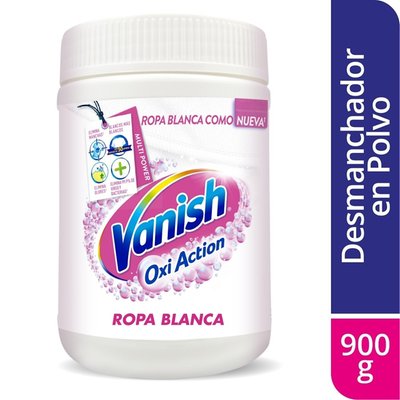 ROPA BLANCA COMO NUEVA!
MULTI POWER
Vanish
Oxi Action
ROPA BLANCA
Desmanchador
en Polvo
900
g